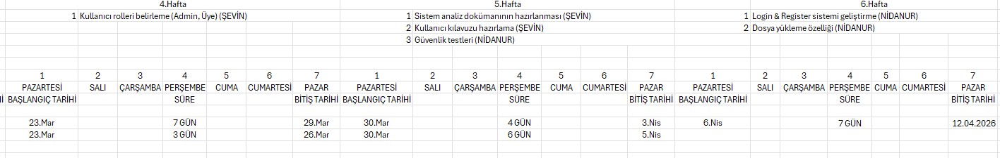 4.Hafta 5.Hafta 6.Hafta
1 Kullanıcı rolleri belirleme (Admin, Üye) (ŞEVİN) 1 Sistem analiz dokümanının hazırlanması (ŞEVİN) 1 Login & Register sistemi geliştirme (NİDANUR)
2 Kullanıcı kılavuzu hazırlama (ŞEVİN) 2 Dosya yükleme özelliği (NİDANUR)
3 Güvenlik testleri (NİDANUR)
1 2 3 4 5 6 7 1 2 3 4 5 6 7 1 2 3 4 5 6 7
PAZARTESİ SALI ÇARŞAMBA PERŞEMBE CUMA CUMARTESİ PAZAR PAZARTESİ SALI ÇARŞAMBA PERŞEMBE CUMA CUMARTESİ PAZAR PAZARTESİ SALI ÇARŞAMBA PERŞEMBE CUMA CUMARTESİ PAZAR
BAŞLANGIÇ TARİHİ SÜRE BİTİŞ TARİHİ BAŞLANGIÇ TARİHİ SÜRE BİTİŞ TARİHİ BAŞLANGIÇ TARİHİ SÜRE BİTİŞ TARİHİ
23.Mar 7 GÜN 29.Mar 30.Mar 4 GÜN 3.Nis 6.Nis 7 GÜN 12.04.2026
23.Mar 3 GÜN 26.Mar 30.Mar 6 GÜN 5.Nis